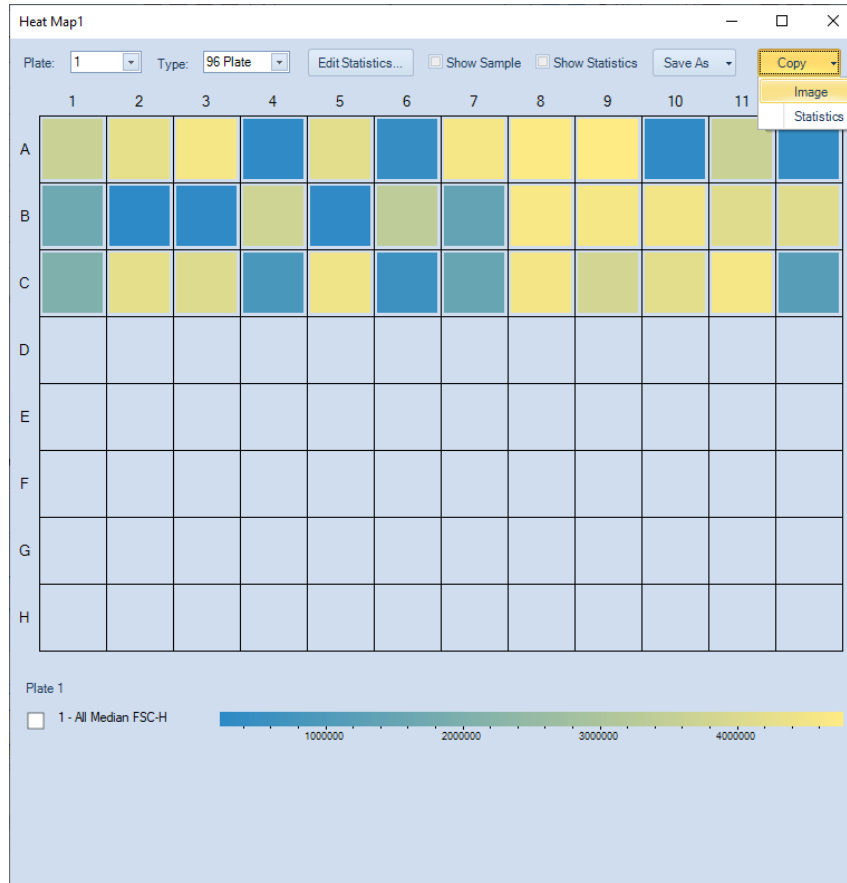 Heat Map1
Plate: 1 Type: 96 Plate Edit Statistics... Show Sample Show Statistics Save As Copy
Image
Statistics
1 2 3 4 5 6 7 8 9 10 11
A
B
C
D
E
F
G
H
Plate 1
1 - All Median FSC-H
1000000 2000000 3000000 4000000